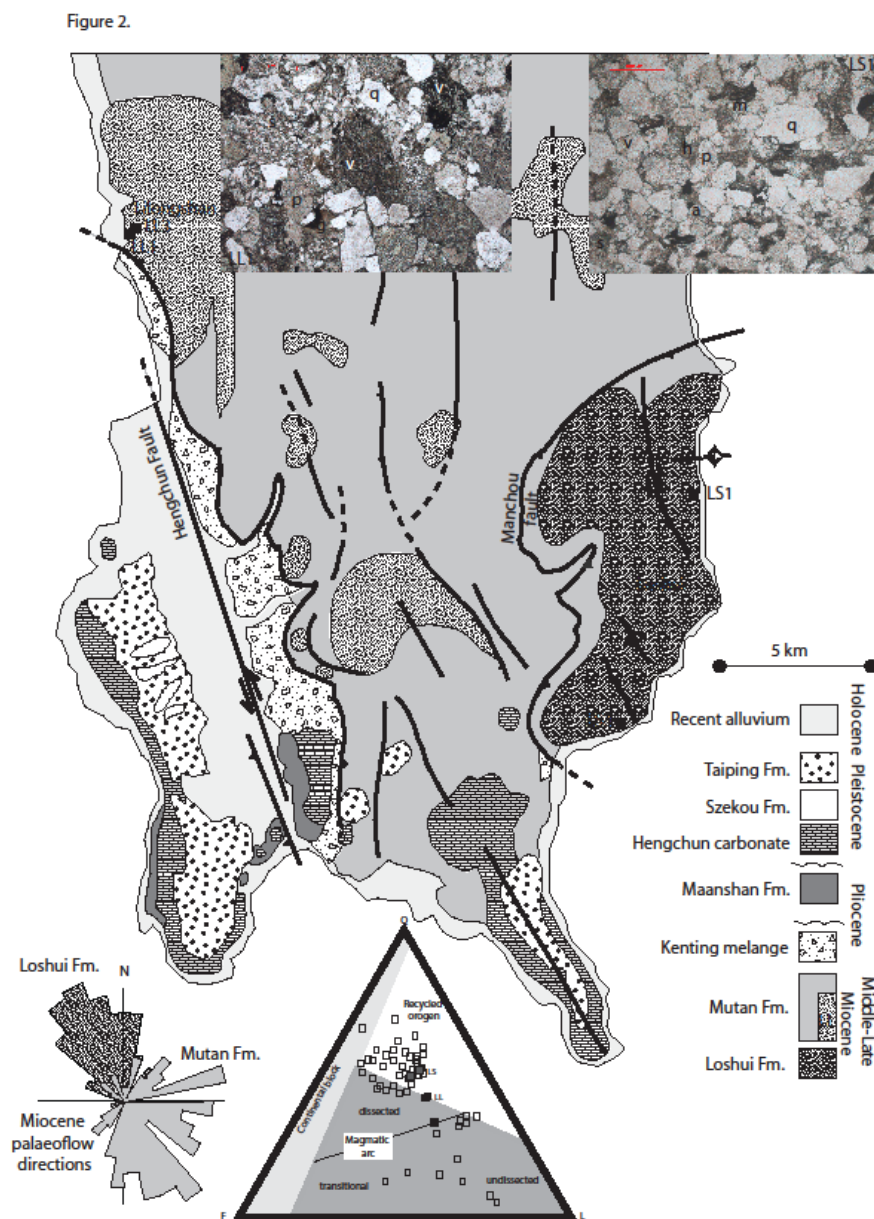 Figure 2.
LS1
q
v
m
q
v
h
p
s
v
p
a
LL
Hengchun Fault
Manchou
fault
LS1
5 km
Recent alluvium
Holocene
Taiping Fm.
Pleistocene
Szekou Fm.
Hengchun carbonate
Maanshan Fm.
Pliocene
Kenting melange
Mutan Fm.
Middle-Late
Miocene
Loshui Fm.
Loshui Fm.
N
Mutan Fm.
Miocene
palaeoflow
directions
Q
Recycled
orogen
Continental block
LS
LL
dissected
Magmatic
arc
transitional
undissected
F
L